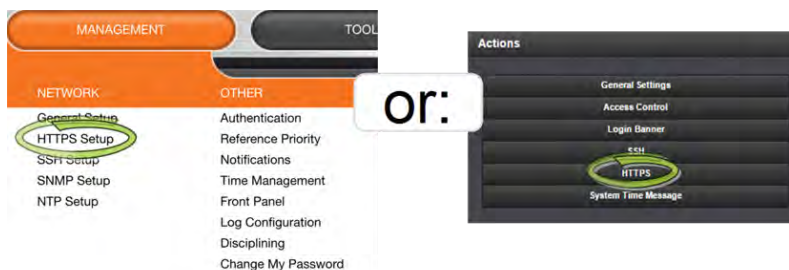 MANAGEMENT
TOOL
NETWORK
OTHER
General Setup
HTTPS Setup
SSH Setup
SNMP Setup
NTP Setup
Authentication
Reference Priority
Notifications
Time Management
Front Panel
Log Configuration
Disciplining
Change My Password
or:
Actions
General Settings
Access Control
Login Banner
SSH
HTTPS
System Time Message